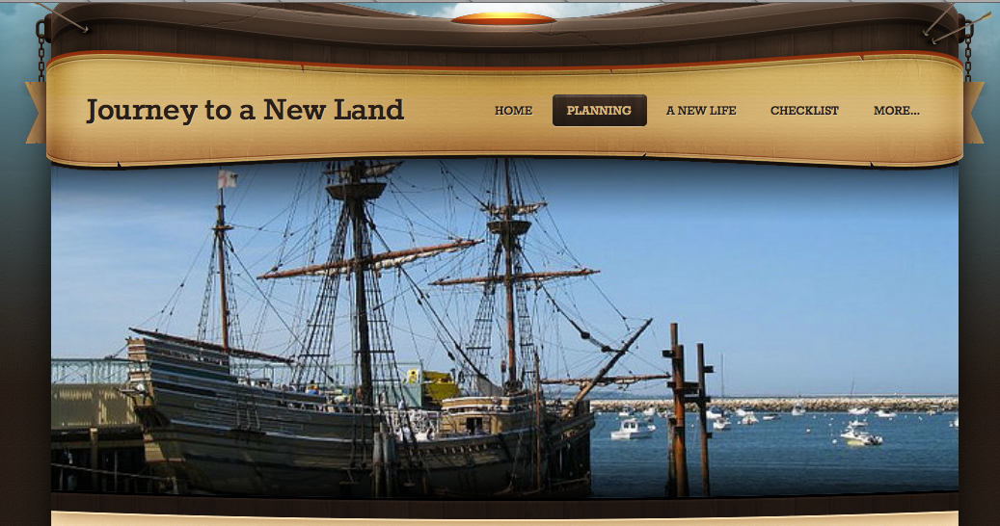 Journey to a New Land
HOME PLANNING A NEW LIFE CHECKLIST MORE...